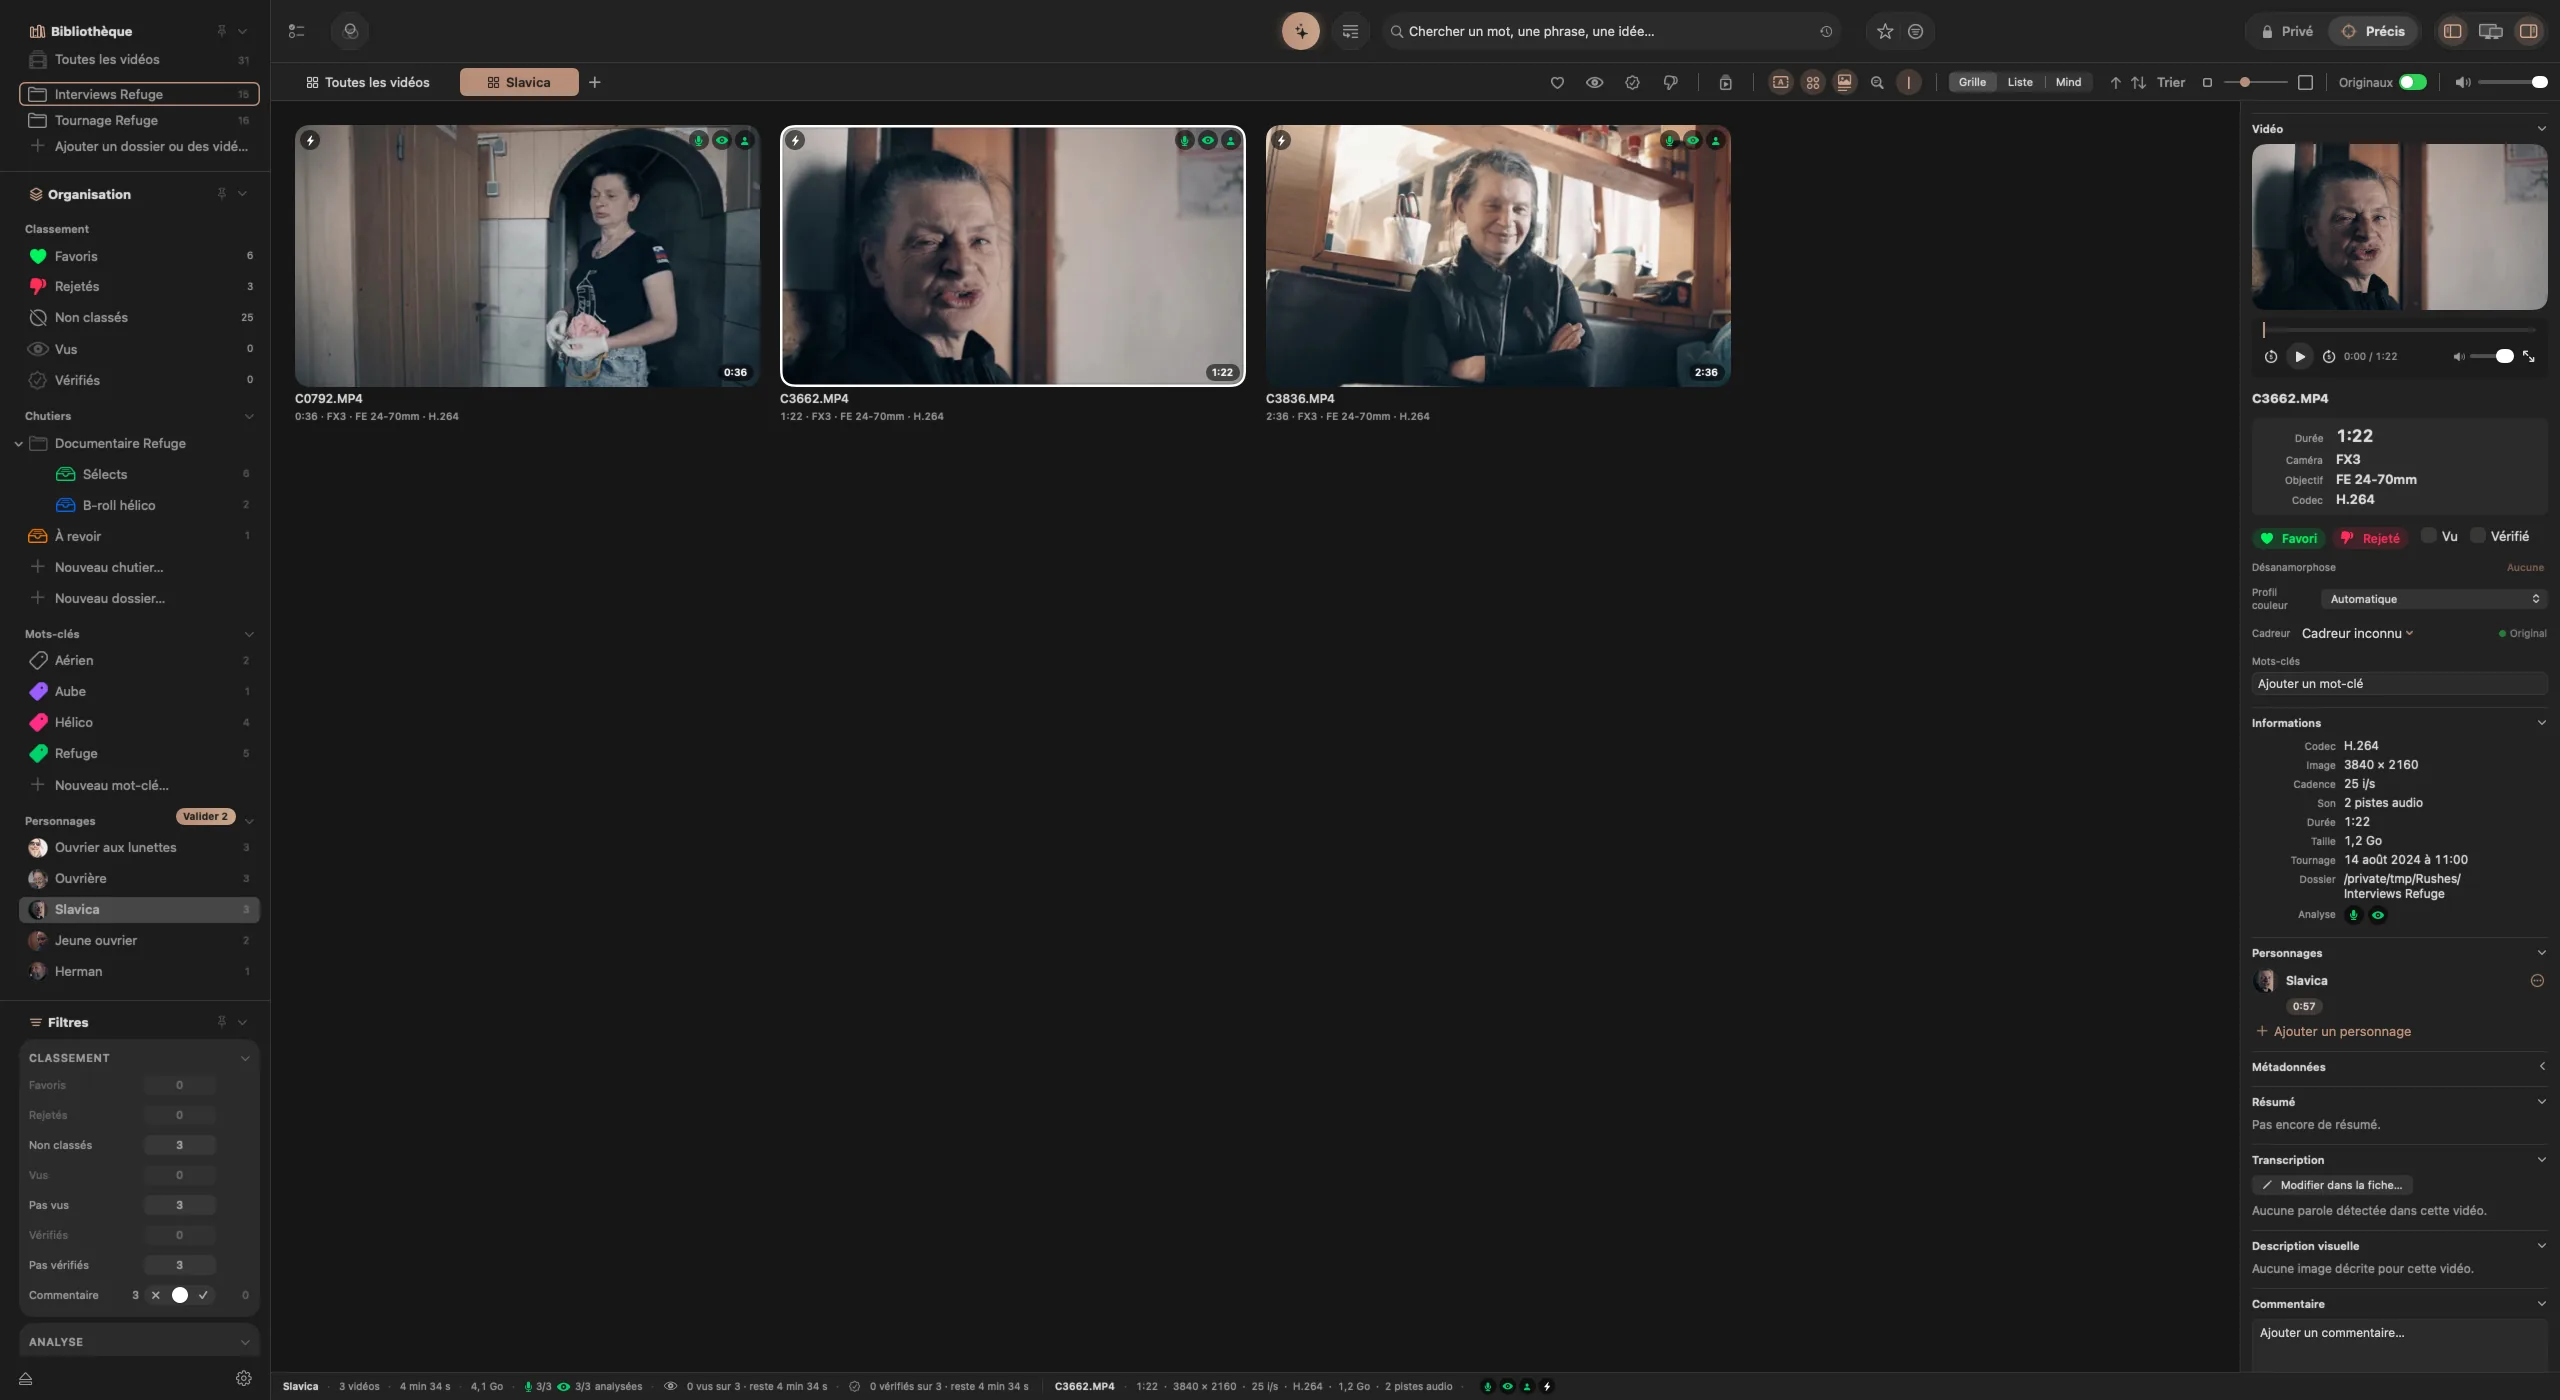 Bibliothèque
Toutes les vidéos 31
Interviews Refuge 15
Tournage Refuge 16
Ajouter un dossier ou des vidé...
Organisation
Classement
Favoris 6
Rejetés 3
Non classés 25
Vus 0
Vérifiés 0
Chutiers
Documentaire Refuge
Sélects 6
B-roll hélico 2
À revoir 1
Nouveau chutier...
Nouveau dossier...
Mots-clés
Aérien 2
Aube 1
Hélico 4
Refuge 5
Nouveau mot-clé...
Personnages Valider 2
Ouvrier aux lunettes 3
Ouvrière 3
Slavica 3
Jeune ouvrier 2
Herman 1
Filtres
CLASSEMENT
Favoris 0
Rejetés 0
Non classés 3
Vus 0
Pas vus 3
Vérifiés 0
Pas vérifiés 3
Commentaire 3 0
ANALYSE
Chercher un mot, une phrase, une idée...
Privé Précis
Toutes les vidéos Slavica
Grille Liste Mind Trier Originaux
0:36
C0792.MP4
0:36 · FX3 · FE 24-70mm · H.264
1:22
C3662.MP4
1:22 · FX3 · FE 24-70mm · H.264
2:36
C3836.MP4
2:36 · FX3 · FE 24-70mm · H.264
Vidéo
0:00 / 1:22
C3662.MP4
Durée 1:22
Caméra FX3
Objectif FE 24-70mm
Codec H.264
Favori Rejeté Vu Vérifié
Désanamorphose Aucune
Profil couleur Automatique
Cadreur Cadreur inconnu Original
Mots-clés
Ajouter un mot-clé
Informations
Codec H.264
Image 3840 × 2160
Cadence 25 i/s
Son 2 pistes audio
Durée 1:22
Taille 1,2 Go
Tournage 14 août 2024 à 11:00
Dossier /private/tmp/Rushes/
Interviews Refuge
Analyse
Personnages
Slavica
0:57
Ajouter un personnage
Métadonnées
Résumé
Pas encore de résumé.
Transcription
Modifier dans la fiche...
Aucune parole détectée dans cette vidéo.
Description visuelle
Aucune image décrite pour cette vidéo.
Commentaire
Ajouter un commentaire...
Slavica · 3 vidéos · 4 min 34 s · 4,1 Go · 3/3 3/3 analysées · 0 vus sur 3 · reste 4 min 34 s · 0 vérifiés sur 3 · reste 4 min 34 s C3662.MP4 · 1:22 · 3840 × 2160 · 25 i/s · H.264 · 1,2 Go · 2 pistes audio